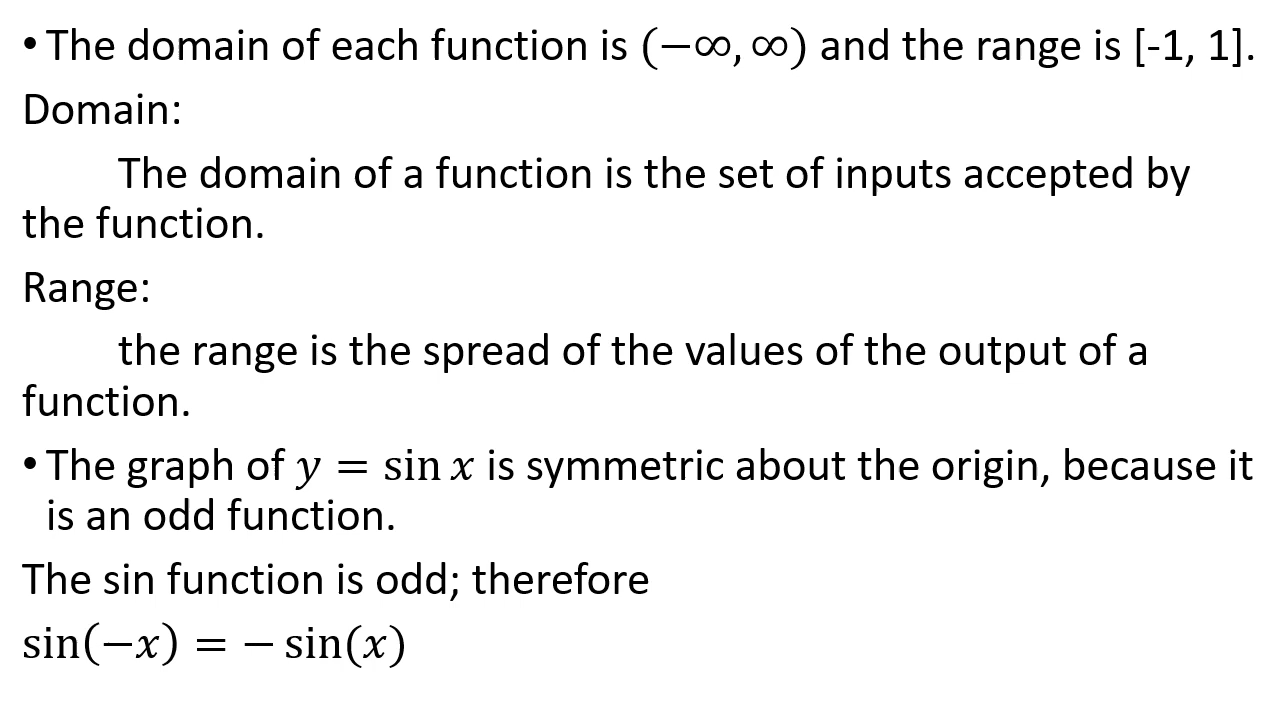 • The domain of each function is (−∞, ∞) and the range is [-1, 1].
Domain:
The domain of a function is the set of inputs accepted by
the function.
Range:
the range is the spread of the values of the output of a
function.
• The graph of y = sin x is symmetric about the origin, because it
is an odd function.
The sin function is odd; therefore
sin(−x) = − sin(x)